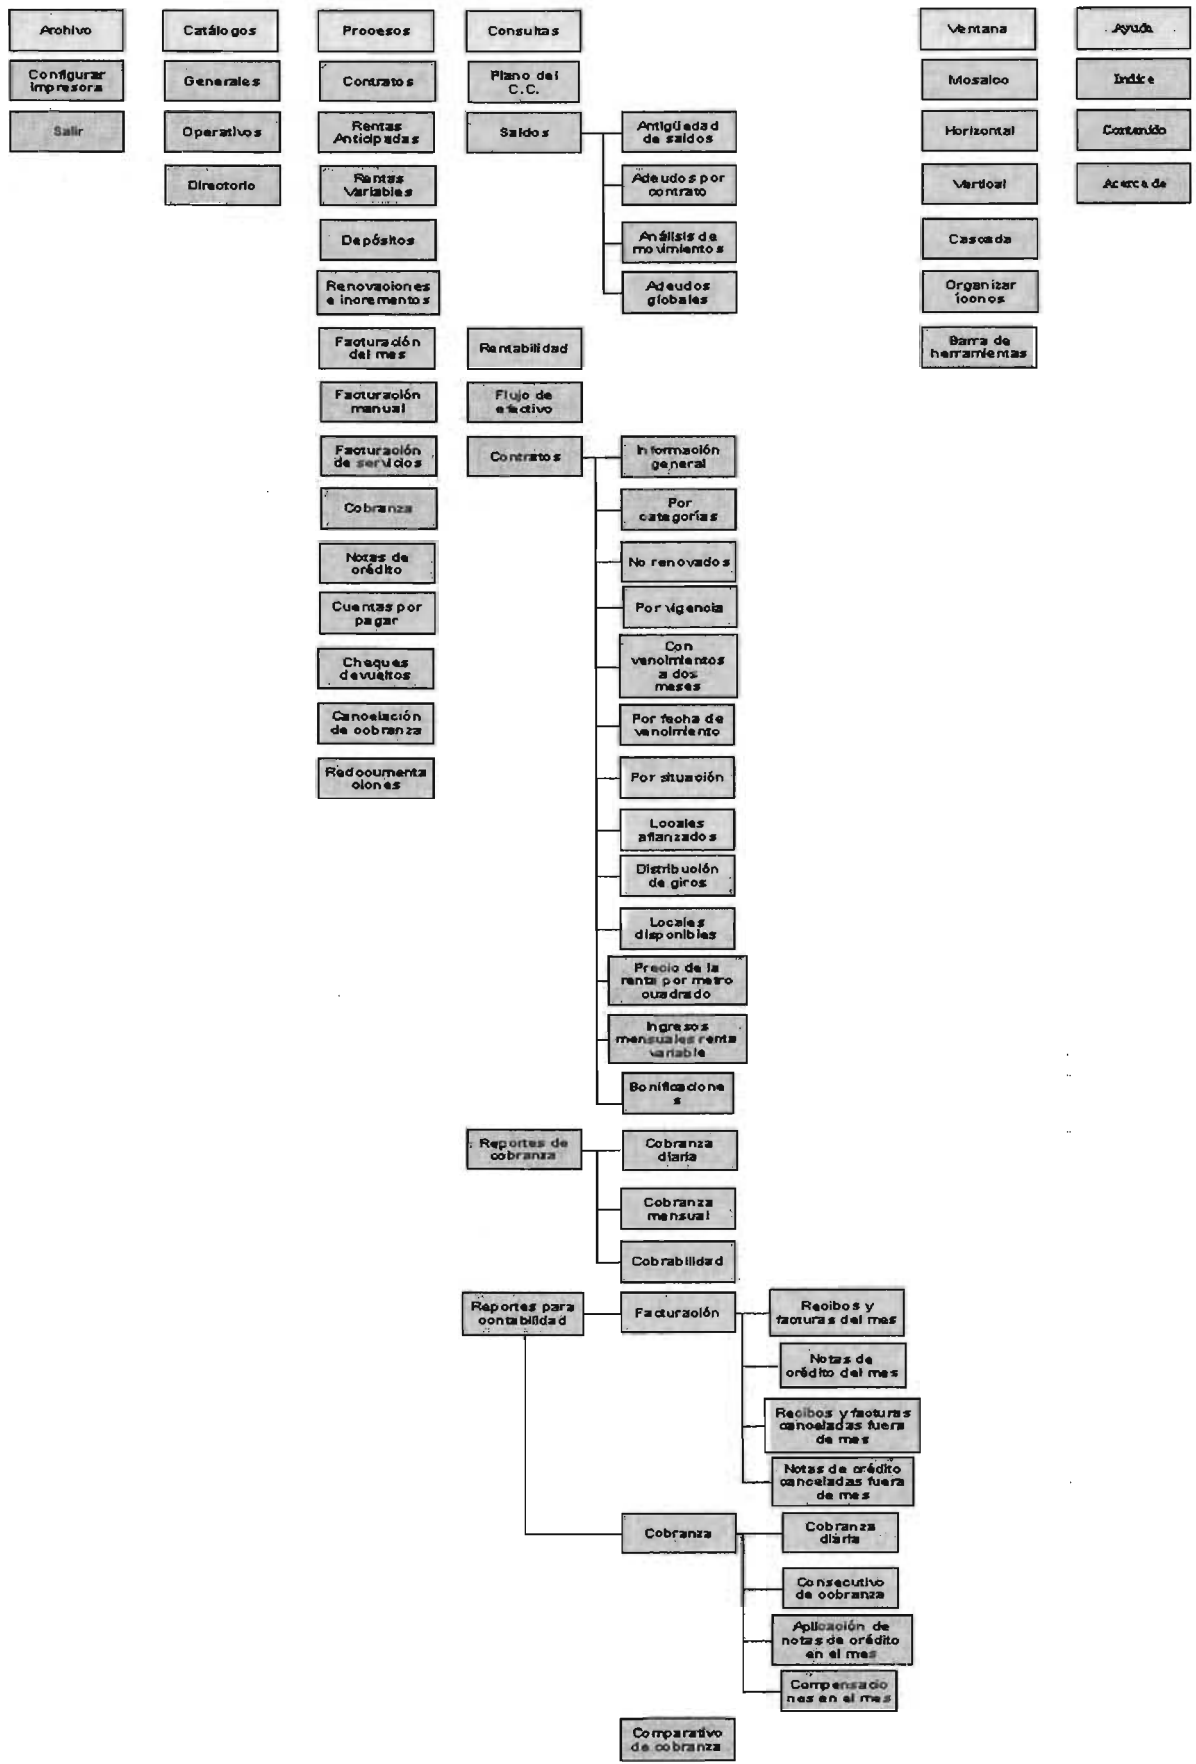 Archivo
Catálogos
Procesos
Consultas
Ventana
Ayuda
Configurar
impresora
Generales
Contratos
Plano del
C.C.
Mosaico
Indice
Salir
Operativos
Rentas
Anticipadas
Saldos
Antigüedad
de saldos
Horizontal
Contenido
Directorio
Rentas
Variables
Adeudos por
contrato
Vertical
Acerca de
Depósitos
Análisis de
movimientos
Cascada
Renovaciones
e incrementos
Adeudos
globales
Organizar
íconos
Facturación
del mes
Rentabilidad
Barra de
herramientas
Facturación
manual
Flujo de
efectivo
Facturación
de servicios
Contratos
Información
general
Cobranza
Por
categorías
Notas de
crédito
No renovados
Cuentas por
pagar
Por vigencia
Cheques
devueltos
Con
vencimientos
a dos
meses
Cancelación
de cobranza
Por fecha de
vencimiento
Redocumenta
ciones
Por situación
Locales
afianzados
Distribución
de giros
Locales
disponibles
Precio de la
renta por metro
cuadrado
Ingresos
mensuales renta
variable
Bonificacione
s
Reportes de
cobranza
Cobranza
diaria
Cobranza
mensual
Cobrabilidad
Reportes para
contabilidad
Facturación
Recibos y
facturas del mes
Notas de
crédito del mes
Recibos y facturas
canceladas fuera
de mes
Notas de crédito
canceladas fuera
de mes
Cobranza
Cobranza
diaria
Consecutivo
de cobranza
Aplicación de
notas de crédito
en el mes
Compensacio
nes en el mes
Comparativo
de cobranza